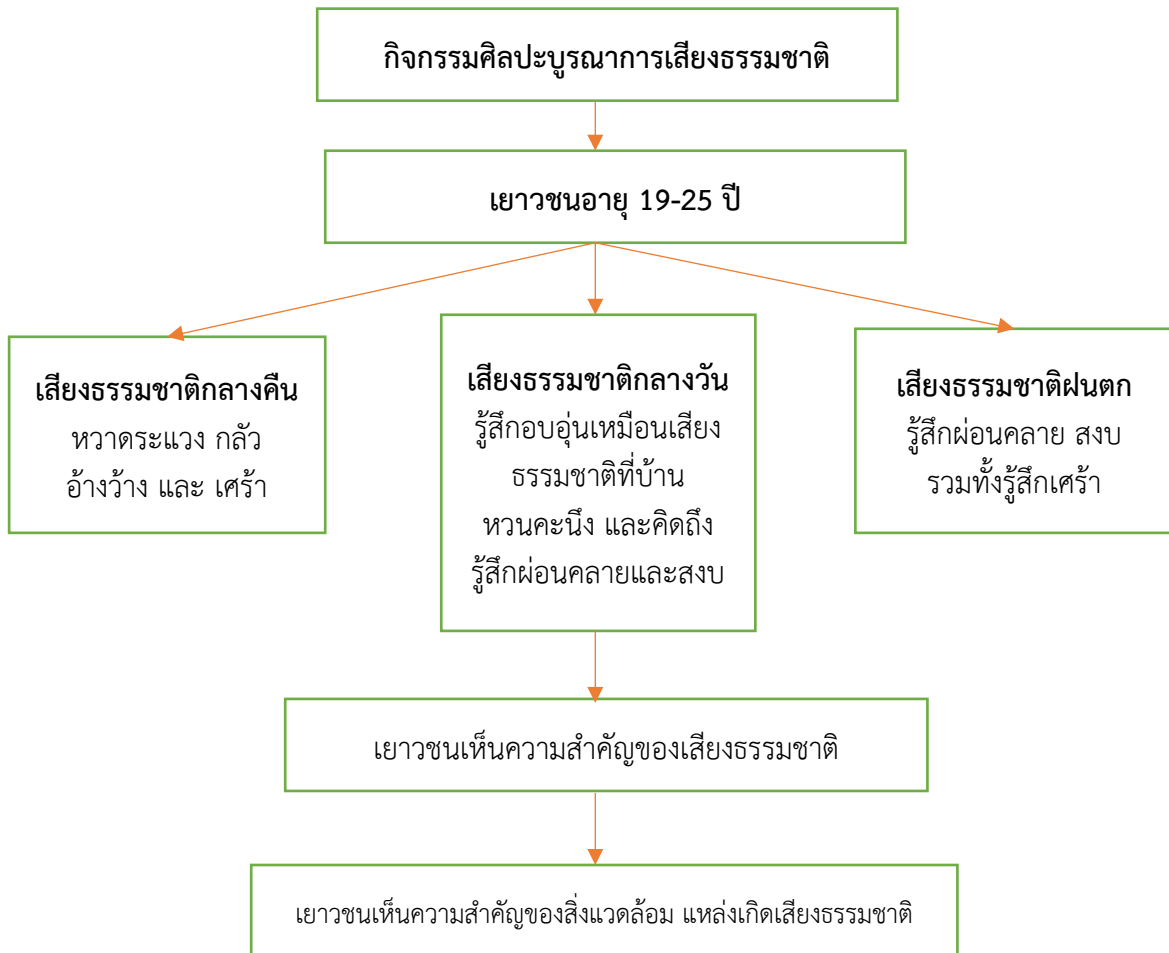 กิจกรรมศิลปะบูรณาการเสียงธรรมชาติ
เยาวชนอายุ 19-25 ปี
เสียงธรรมชาติกลางคืน
หวาดระแวง กลัว
อ้างว้าง และ เศร้า
เสียงธรรมชาติกลางวัน
รู้สึกอบอุ่นเหมือนเสียง
ธรรมชาติที่บ้าน
หวนคะนึง และคิดถึง
รู้สึกผ่อนคลายและสงบ
เสียงธรรมชาติฝนตก
รู้สึกผ่อนคลาย สงบ
รวมทั้งรู้สึกเศร้า
เยาวชนเห็นความสำคัญของเสียงธรรมชาติ
เยาวชนเห็นความสำคัญของสิ่งแวดล้อม แหล่งเกิดเสียงธรรมชาติ